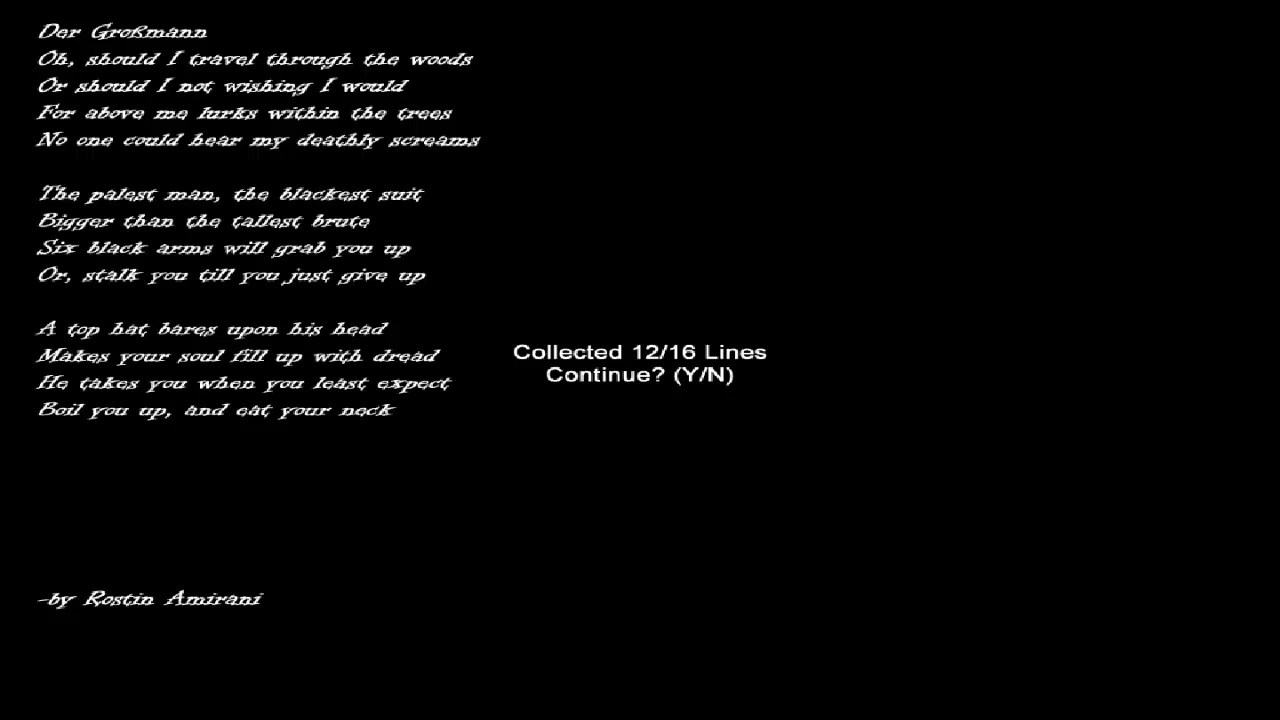 Der Großmann
Oh, should I travel through the woods
Or should I not wishing I would
For above me lurks within the trees
No one could hear my deathly screams
The palest man, the blackest suit
Bigger than the tallest brute
Six black arms will grab you up
Or, stalk you till you just give up
A top hat bares upon his head
Makes your soul fill up with dread
He takes you when you least expect
Boil you up, and eat your neck
Collected 12/16 Lines
Continue? (Y/N)
-by Rostin Amirani